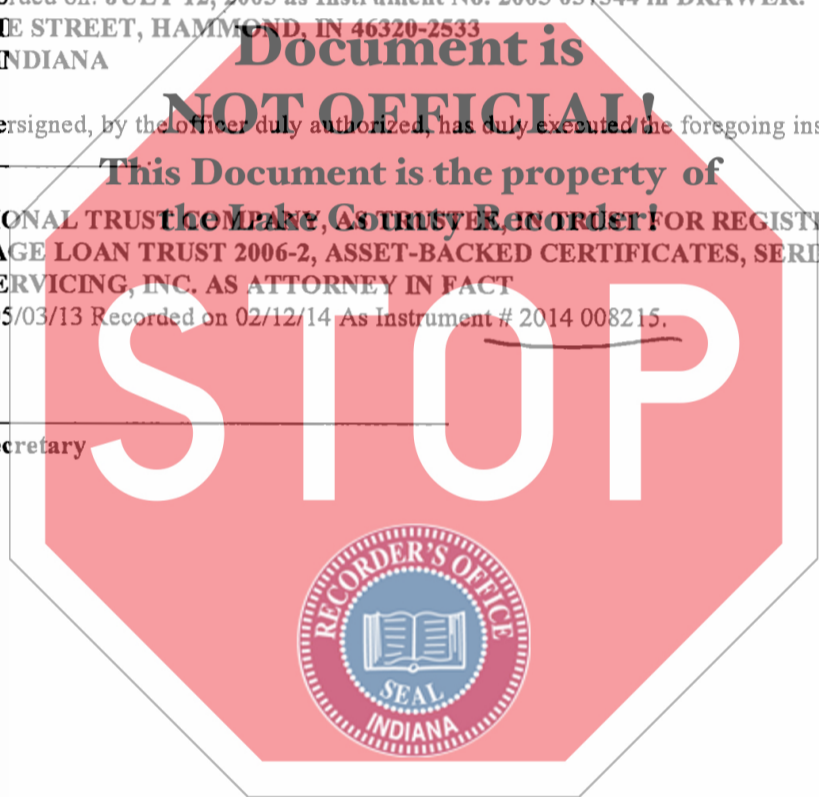 E STREET, HAMMOND, IN 46320-2533
Document is
NDIANA
NOT OFFICIAL!
ersigned, by the officer duly authorized, has duly executed the foregoing ins
This Document is the property of
the Lake County Recorder!
ONAL TRUST COMPANY, AS TRUSTEE, IN TRUST FOR REGIST
AGE LOAN TRUST 2006-2, ASSET-BACKED CERTIFICATES, SERI
ERVICING, INC. AS ATTORNEY IN FACT
5/03/13 Recorded on 02/12/14 As Instrument # 2014 008215.
STOP
cretary
RECORDER'S OFFICE
SEAL
INDIANA